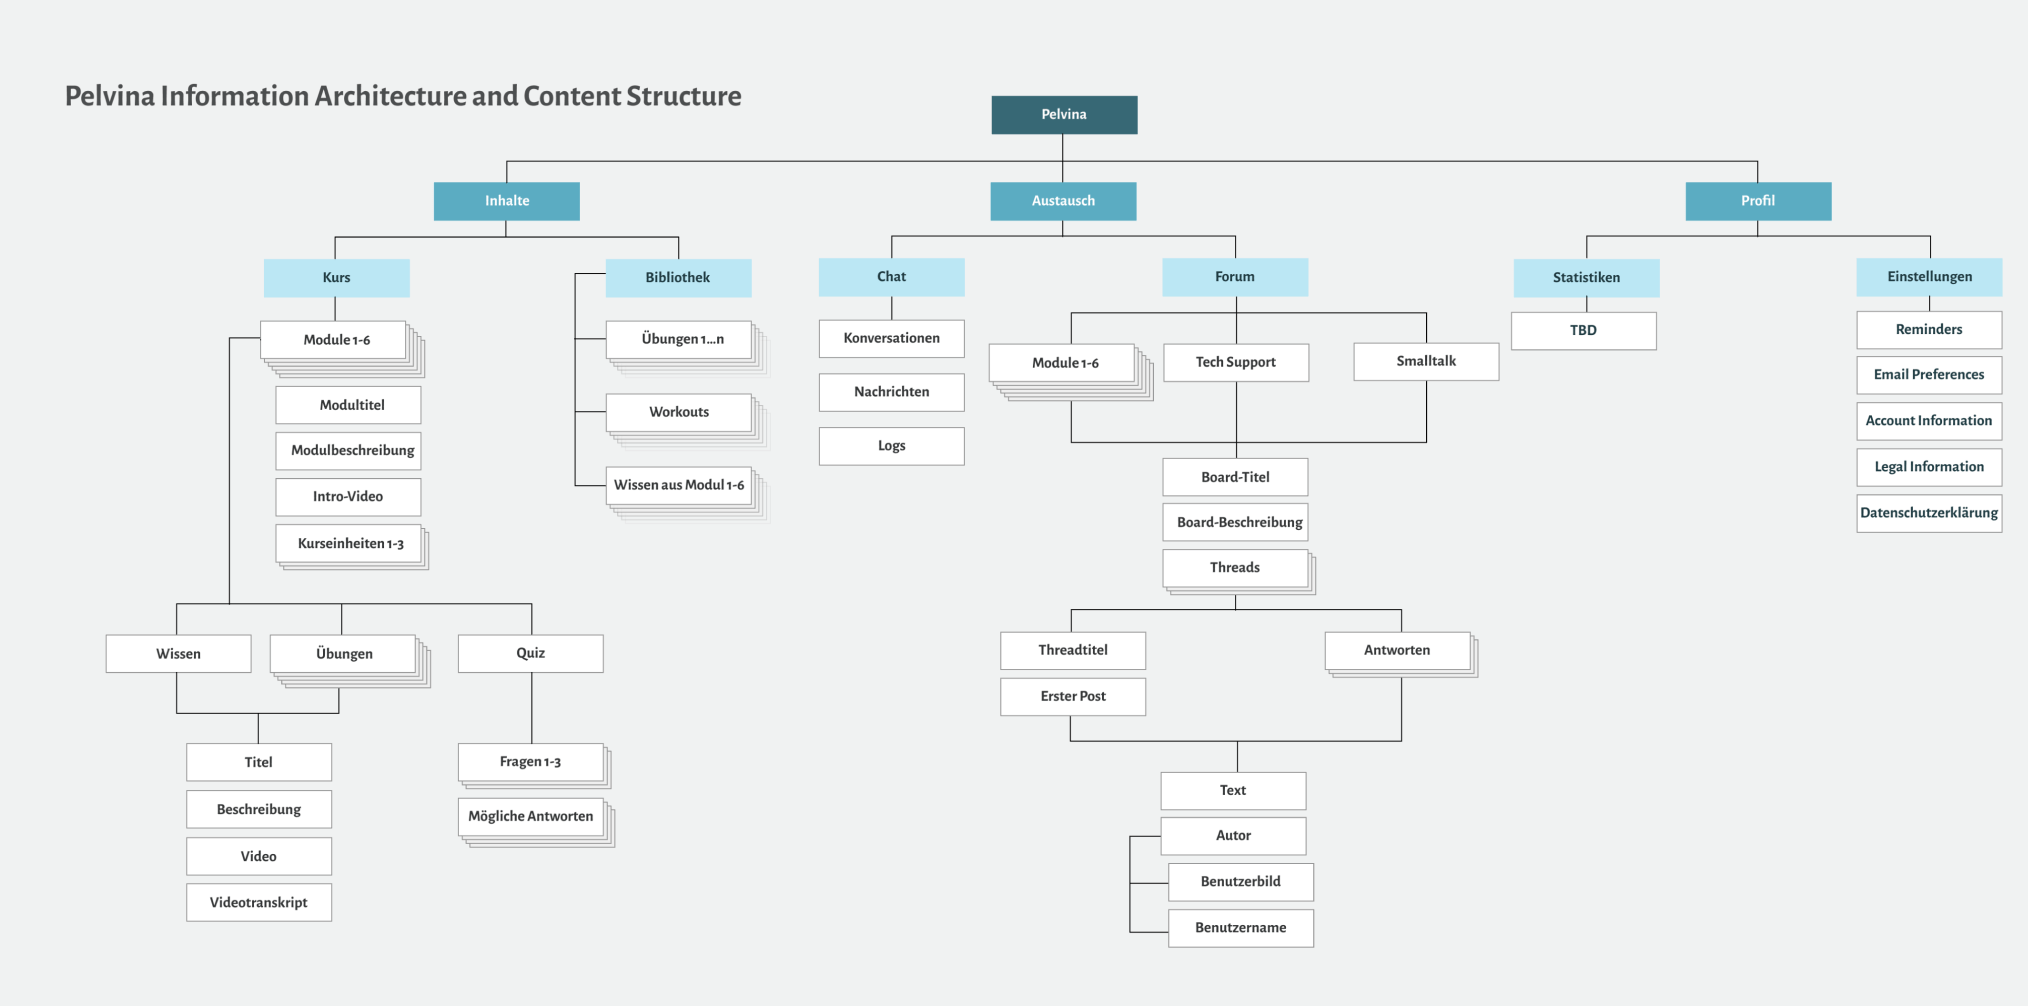 Pelvina Information Architecture and Content Structure
Pelvina
Inhalte
Austausch
Profil
Kurs
Bibliothek
Chat
Forum
Statistiken
Einstellungen
Module 1-6
Modultitel
Modulbeschreibung
Intro-Video
Kurseinheiten 1-3
Wissen
Übungen
Quiz
Titel
Beschreibung
Video
Videotranskript
Fragen 1-3
Mögliche Antworten
Übungen 1...n
Workouts
Wissen aus Modul 1-6
Konversationen
Nachrichten
Logs
Module 1-6
Tech Support
Smalltalk
Board-Titel
Board-Beschreibung
Threads
Threadtitel
Erster Post
Antworten
Text
Autor
Benutzerbild
Benutzername
TBD
Reminders
Email Preferences
Account Information
Legal Information
Datenschutzerklärung